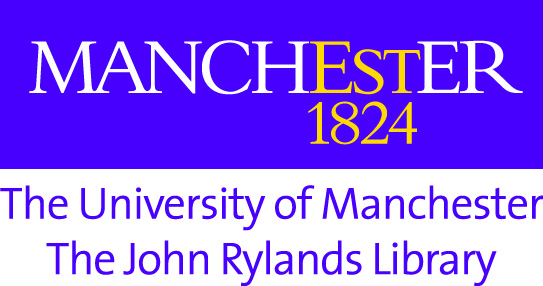 MANCHEsTER
1824
The University of Manchester
The John Rylands Library